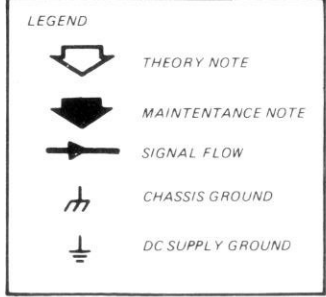 LEGEND
THEORY NOTE
MAINTENTANCE NOTE
SIGNAL FLOW
CHASSIS GROUND
DC SUPPLY GROUND